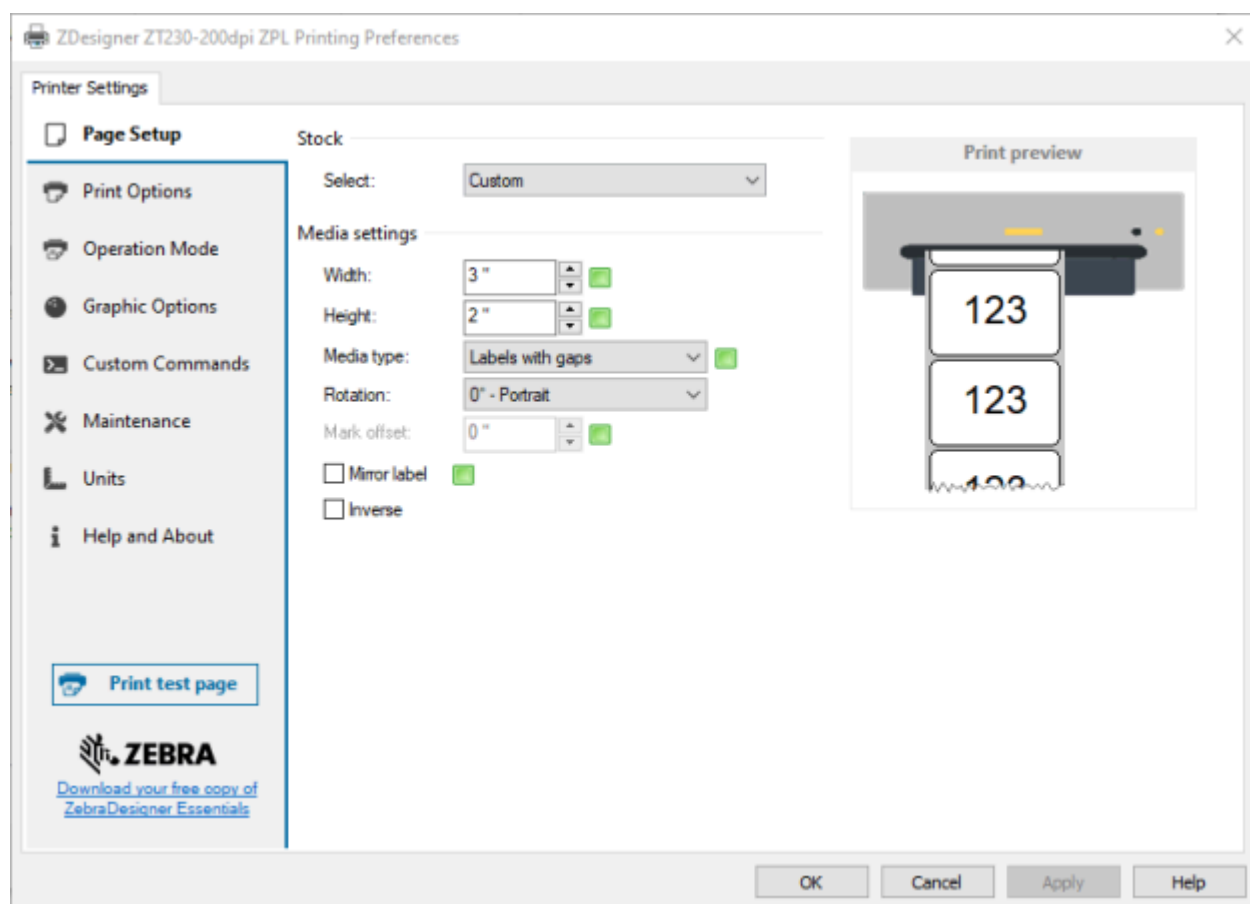 ZDesigner ZT230-200dpi ZPL Printing Preferences
Printer Settings
Page Setup
Print Options
Operation Mode
Graphic Options
Custom Commands
Maintenance
Units
Help and About
Print test page
ZEBRA
Download your free copy of
ZebraDesigner Essentials
Stock
Select: Custom
Media settings
Width: 3 "
Height: 2 "
Media type: Labels with gaps
Rotation: 0° - Portrait
Mark offset: 0 "
Mirror label
Inverse
Print preview
123
123
123
OK Cancel Apply Help